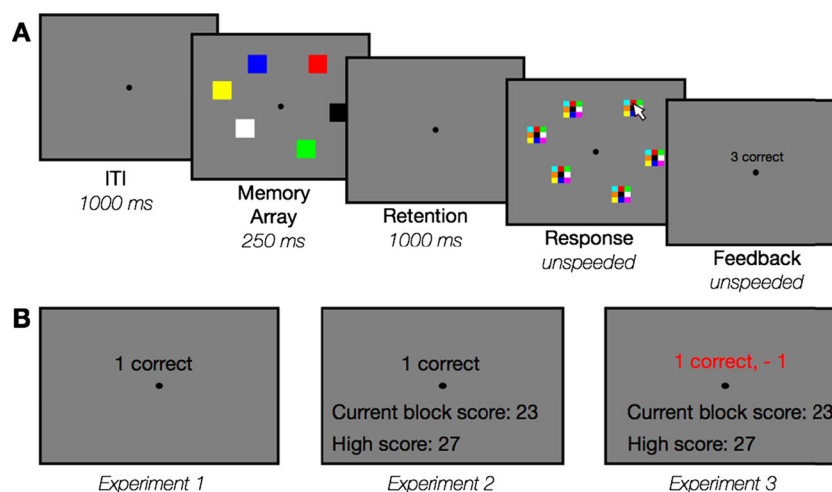 A
ITI
1000 ms
Memory
Array
250 ms
Retention
1000 ms
Response
unspeeded
3 correct
Feedback
unspeeded
B
1 correct
Current block score: 23
High score: 27
1 correct
1 correct, - 1
Current block score: 23
High score: 27
Experiment 1
Experiment 2
Experiment 3